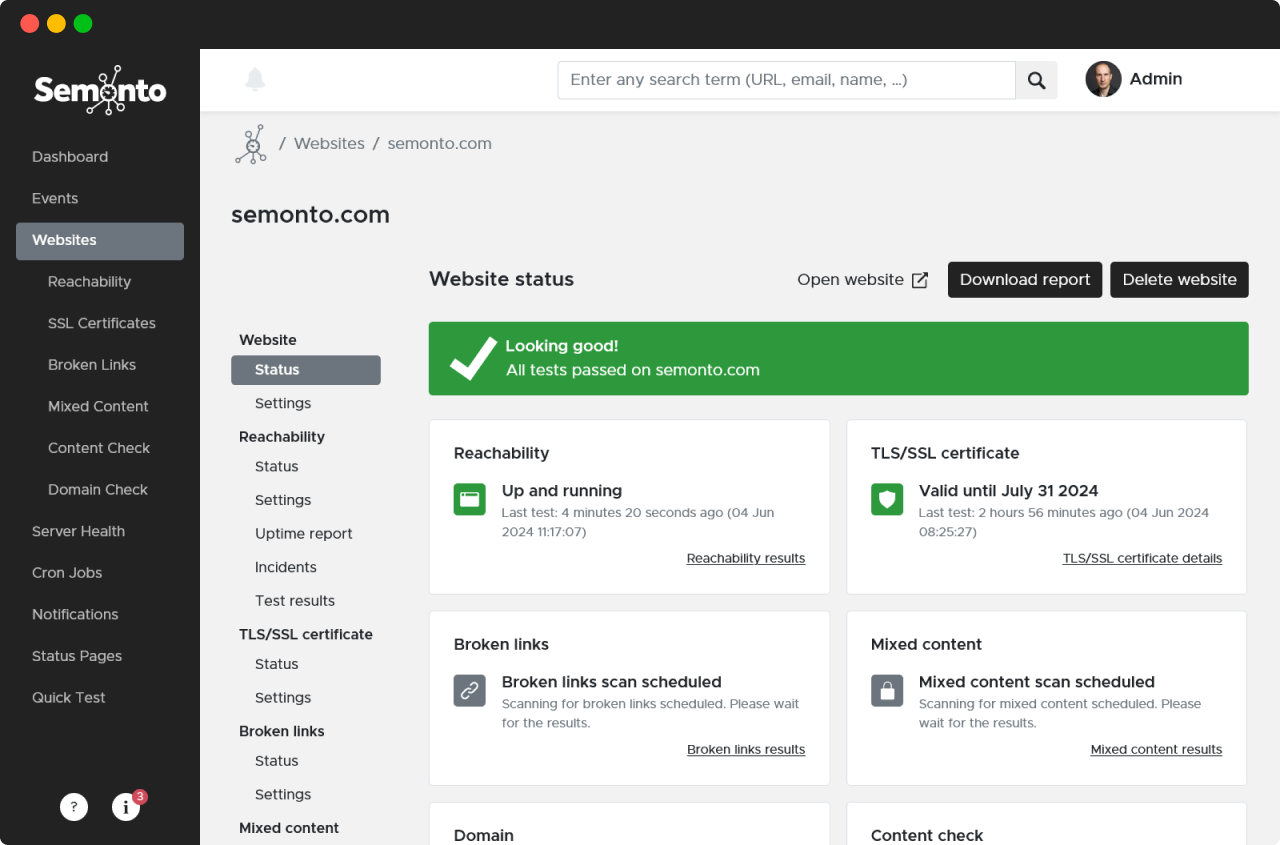 Semonto
Dashboard
Events
Websites
Reachability
SSL Certificates
Broken Links
Mixed Content
Content Check
Domain Check
Server Health
Cron Jobs
Notifications
Status Pages
Quick Test
?
i
3
Enter any search term (URL, email, name, ...)
Admin
/ Websites / semonto.com
semonto.com
Website
Status
Settings
Reachability
Status
Settings
Uptime report
Incidents
Test results
TLS/SSL certificate
Status
Settings
Broken links
Status
Settings
Mixed content
Website status
Open website
Download report
Delete website
Looking good!
All tests passed on semonto.com
Reachability
Up and running
Last test: 4 minutes 20 seconds ago (04 Jun
2024 11:17:07)
Reachability results
TLS/SSL certificate
Valid until July 31 2024
Last test: 2 hours 56 minutes ago (04 Jun 2024
08:25:27)
TLS/SSL certificate details
Broken links
Broken links scan scheduled
Scanning for broken links scheduled. Please wait
for the results.
Broken links results
Mixed content
Mixed content scan scheduled
Scanning for mixed content scheduled. Please
wait for the results.
Mixed content results
Domain
Content check